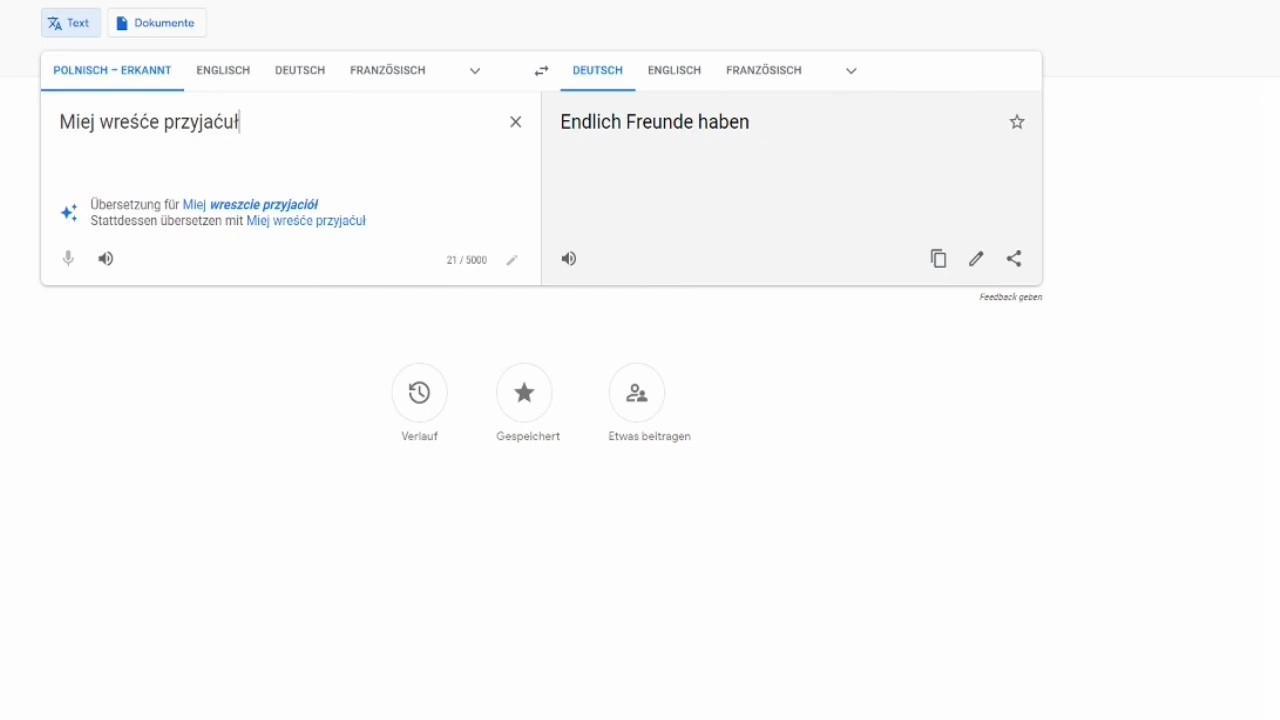 Text Dokumente
POLNISCH – ERKANNT ENGLISCH DEUTSCH FRANZÖSISCH DEUTSCH ENGLISCH FRANZÖSISCH
Miej wreśće przyjaćuł
Endlich Freunde haben
Übersetzung für Miej wreszcie przyjaciół
Stattdessen übersetzen mit Miej wreśće przyjaćuł
21 / 5000
Feedback geben
Verlauf Gespeichert Etwas beitragen